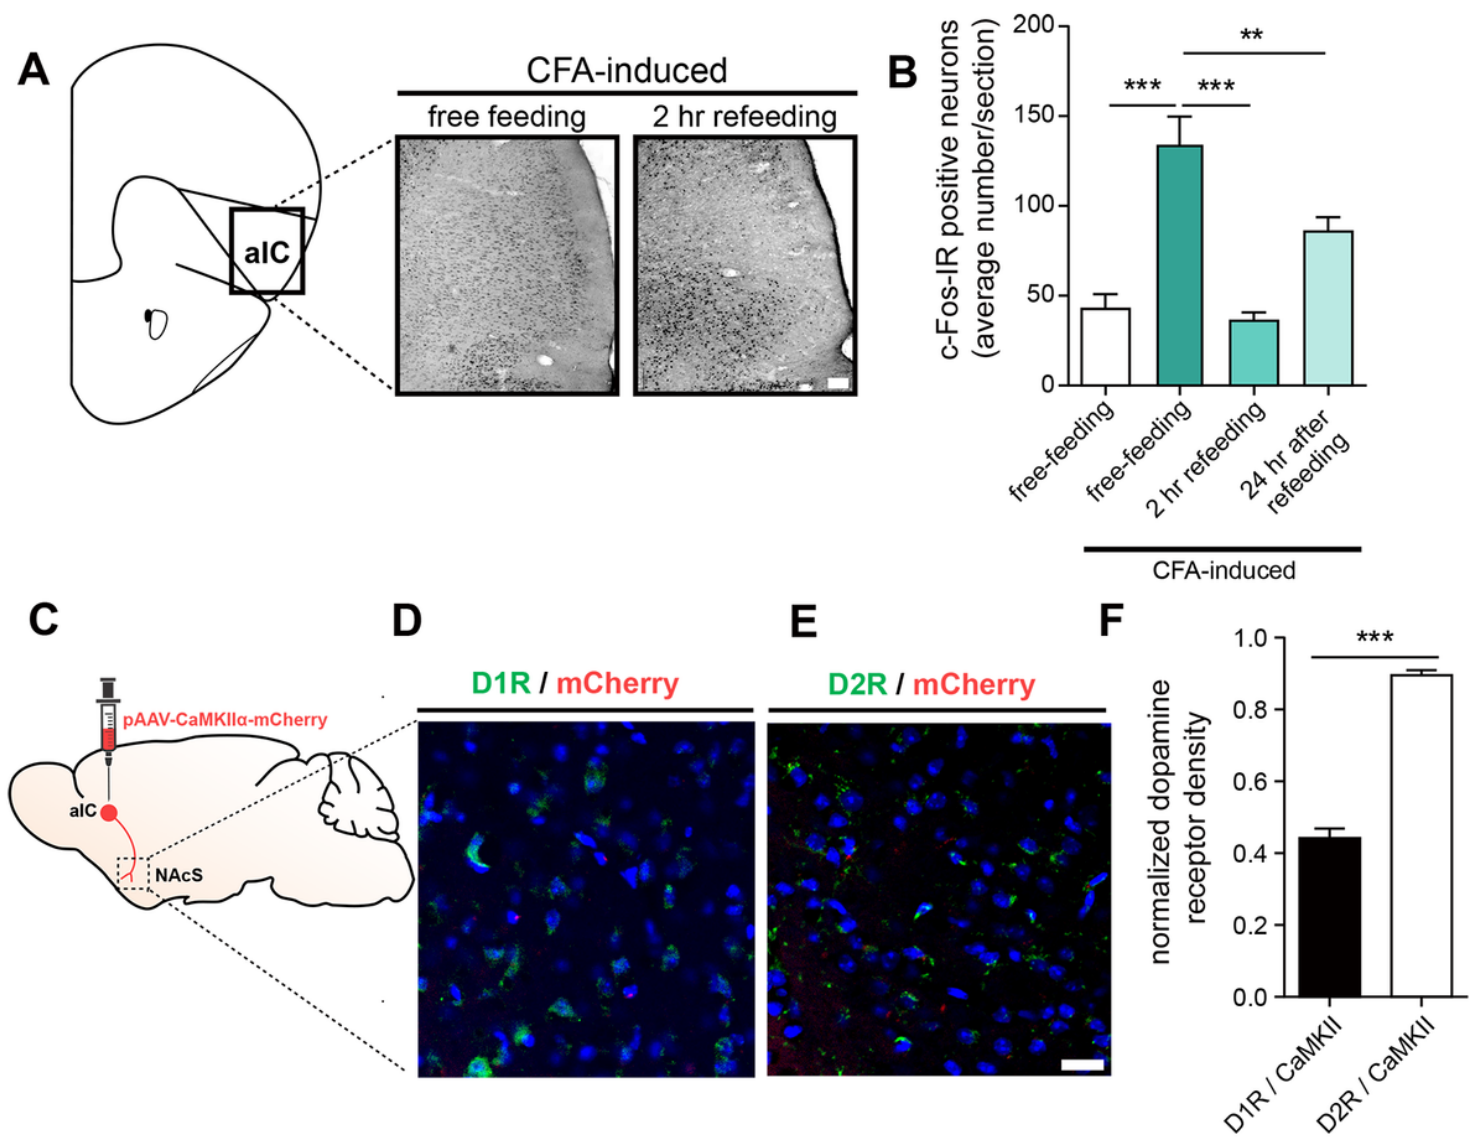 A
CFA-induced
free feeding
2 hr refeeding
aIC
B
c-Fos-IR positive neurons
(average number/section)
200
150
100
50
0
***
***
**
free-feeding
free-feeding
2 hr refeeding
24 hr after
refeeding
CFA-induced
C
pAAV-CaMKIIα-mCherry
aIC
NAcS
D
D1R / mCherry
E
D2R / mCherry
F
normalized dopamine
receptor density
1.0
0.8
0.6
0.4
0.2
0.0
***
D1R / CaMKII
D2R / CaMKII